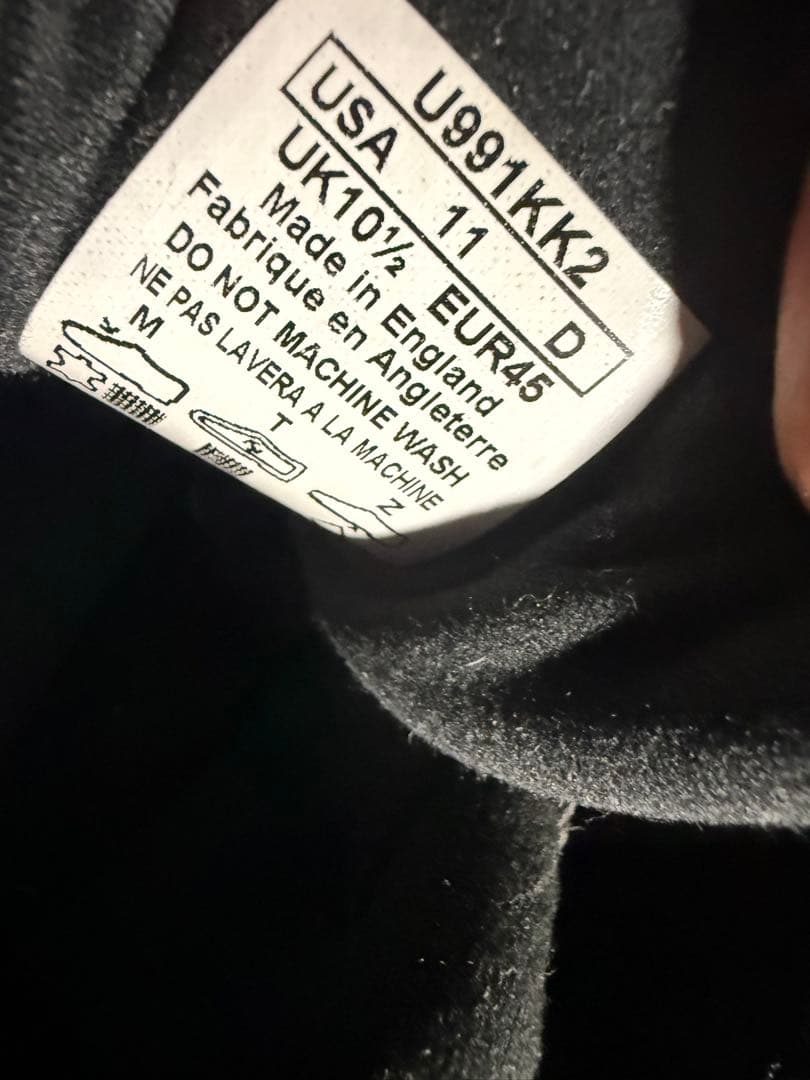 U991KK2
USA 11 D
UK10½ EUR45
Made in England
Fabrique en Angleterre
DO NOT MACHINE WASH
NE PAS LAVERA A LA MACHINE
M T Z